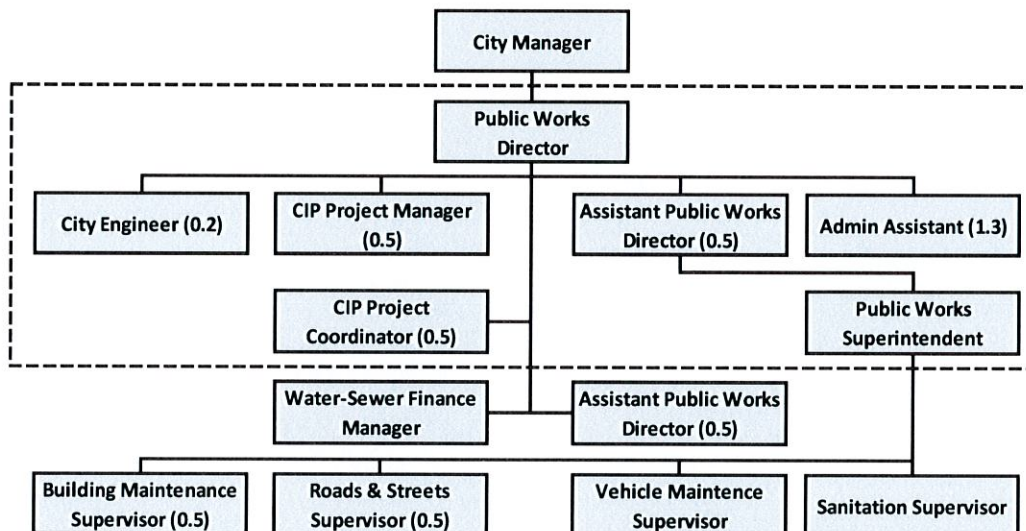 City Manager
Public Works
Director
City Engineer (0.2)
CIP Project Manager
(0.5)
Assistant Public Works
Director (0.5)
Admin Assistant (1.3)
CIP Project
Coordinator (0.5)
Public Works
Superintendent
Water-Sewer Finance
Manager
Assistant Public Works
Director (0.5)
Building Maintenance
Supervisor (0.5)
Roads & Streets
Supervisor (0.5)
Vehicle Maintence
Supervisor
Sanitation Supervisor